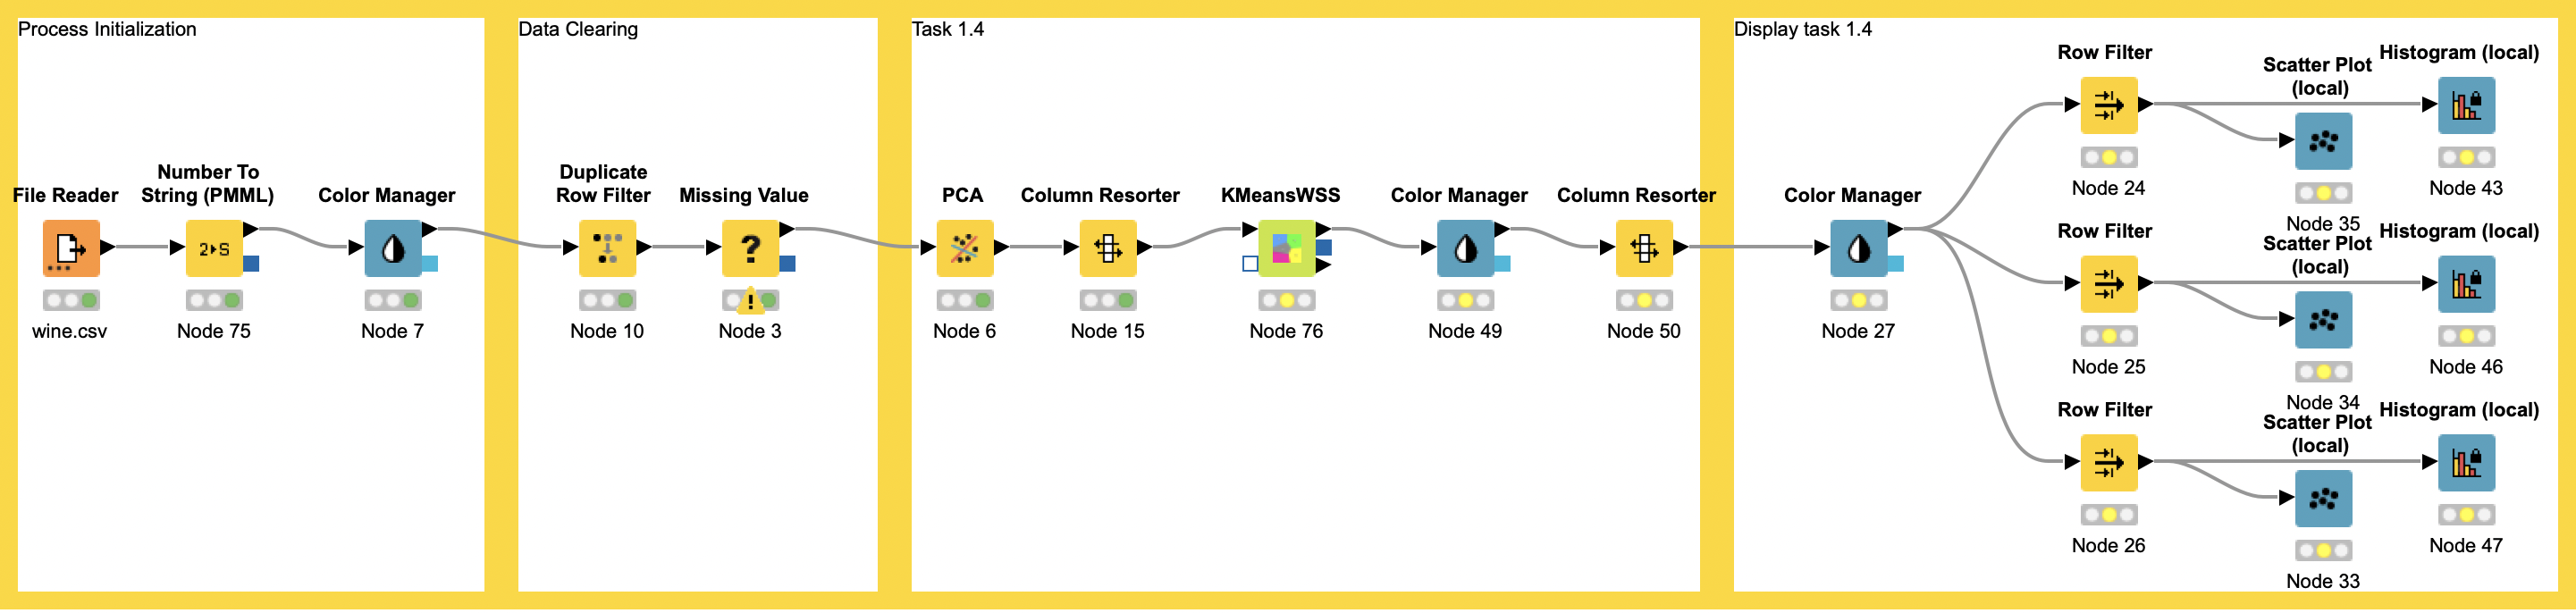 Process Initialization
File Reader
wine.csv
Number To
String (PMML)
2▸S
Node 75
Color Manager
Node 7
Data Clearing
Duplicate
Row Filter
Node 10
Missing Value
?
Node 3
Task 1.4
PCA
Node 6
Column Resorter
Node 15
KMeansWSS
Node 76
Color Manager
Node 49
Column Resorter
Node 50
Display task 1.4
Color Manager
Node 27
Row Filter
Node 24
Scatter Plot
(local)
Node 35
Histogram (local)
Node 43
Row Filter
Node 25
Scatter Plot
(local)
Node 34
Histogram (local)
Node 46
Row Filter
Node 26
Scatter Plot
(local)
Node 33
Histogram (local)
Node 47